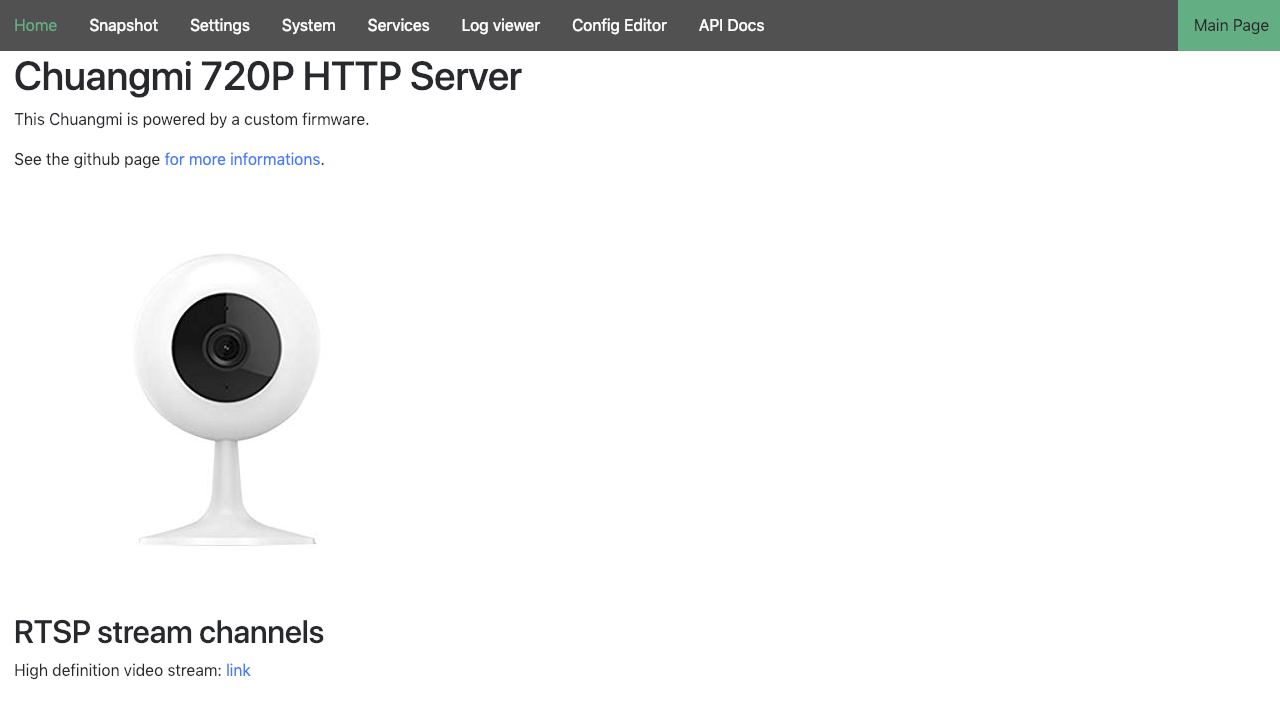 Home Snapshot Settings System Services Log viewer Config Editor API Docs Main Page
Chuangmi 720P HTTP Server
This Chuangmi is powered by a custom firmware.
See the github page for more informations.
RTSP stream channels
High definition video stream: link